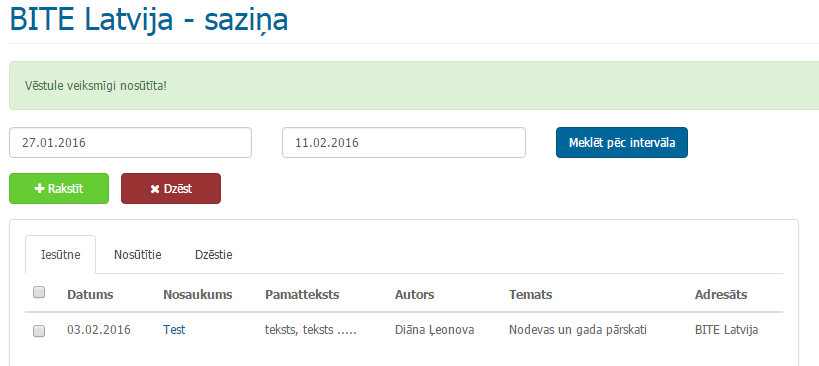 BITE Latvija - saziņa
Vēstule veiksmīgi nosūtīta!
27.01.2016 11.02.2016 Meklēt pēc intervāla
Rakstīt Dzēst
Iesūtne Nosūtītie Dzēstie
Datums Nosaukums Pamatteksts Autors Temats Adresāts
03.02.2016 Test teksts, teksts ..... Diāna Ļeonova Nodevas un gada pārskati BITE Latvija